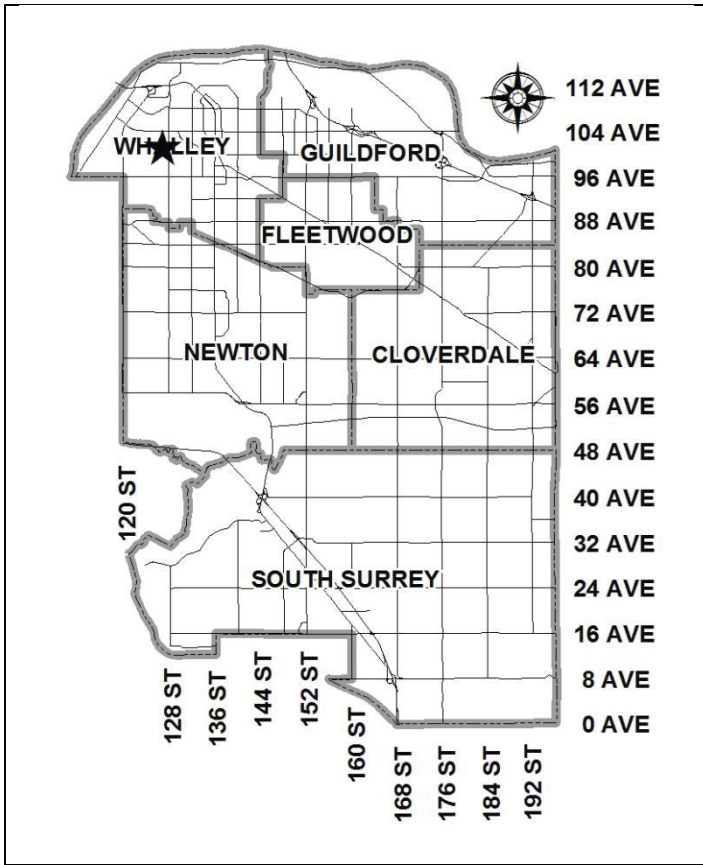 112 AVE
104 AVE
WHALLEY
GUILDFORD
96 AVE
88 AVE
FLEETWOOD
80 AVE
72 AVE
NEWTON
CLOVERDALE
64 AVE
56 AVE
48 AVE
120 ST
40 AVE
32 AVE
SOUTH SURREY
24 AVE
16 AVE
8 AVE
0 AVE
128 ST
136 ST
144 ST
152 ST
160 ST
168 ST
176 ST
184 ST
192 ST